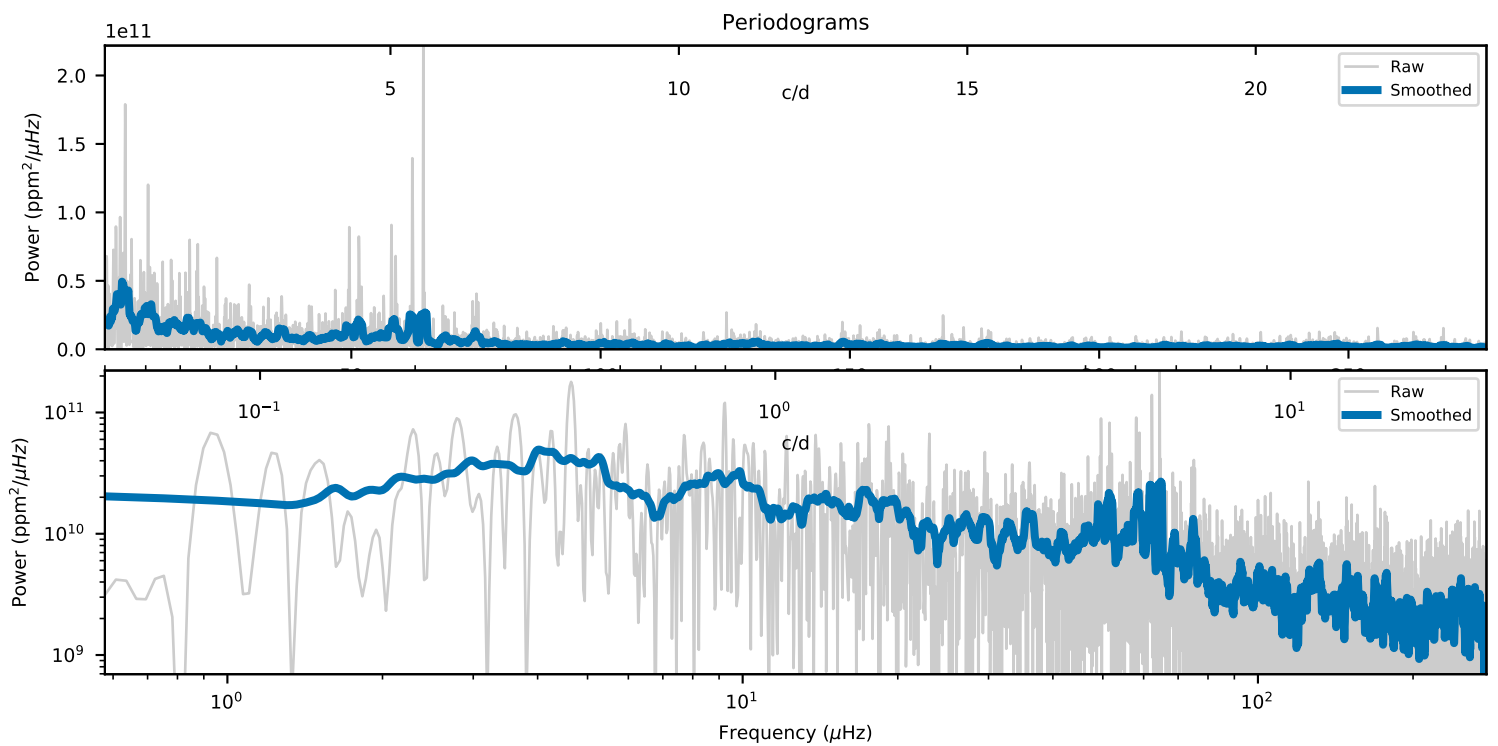 Periodograms
1e11
Power (ppm²/μHz)
2.0
1.5
1.0
0.5
0.0
5
10
15
20
c/d
Raw
Smoothed
Power (ppm²/μHz)
10¹¹
10¹⁰
10⁹
10⁻¹
10⁰
10¹
c/d
Raw
Smoothed
10⁰
10¹
10²
Frequency (μHz)